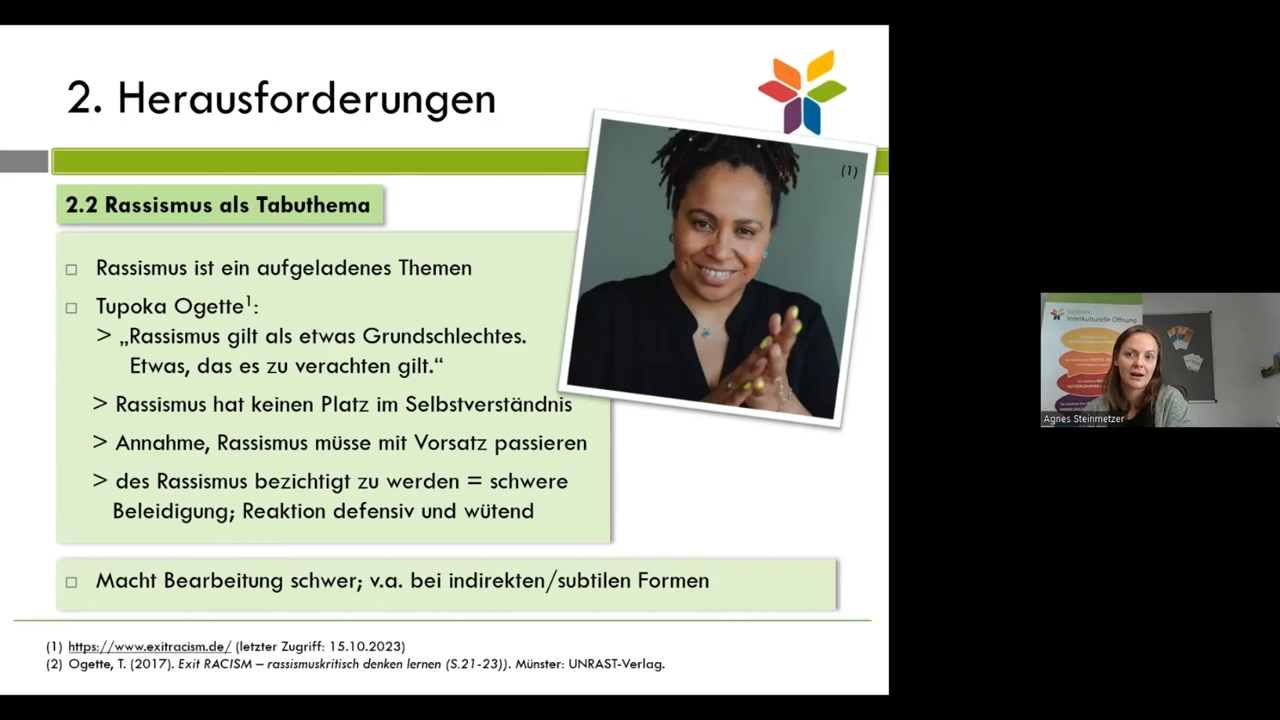 2. Herausforderungen
(1)
2.2 Rassismus als Tabuthema
Rassismus ist ein aufgeladenes Themen
Tupoka Ogette1:
> „Rassismus gilt als etwas Grundschlechtes.
Etwas, das es zu verachten gilt.“
> Rassismus hat keinen Platz im Selbstverständnis
> Annahme, Rassismus müsse mit Vorsatz passieren
> des Rassismus bezichtigt zu werden = schwere
Beleidigung; Reaktion defensiv und wütend
Macht Bearbeitung schwer; v.a. bei indirekten/subtilen Formen
(1) https://www.exitracism.de/ (letzter Zugriff: 15.10.2023)
(2) Ogette, T. (2017). Exit RACISM – rassismuskritisch denken lernen (S.21-23)). Münster: UNRAST-Verlag.
Interkulturelle Öffnung
Agnes Steinmetzer